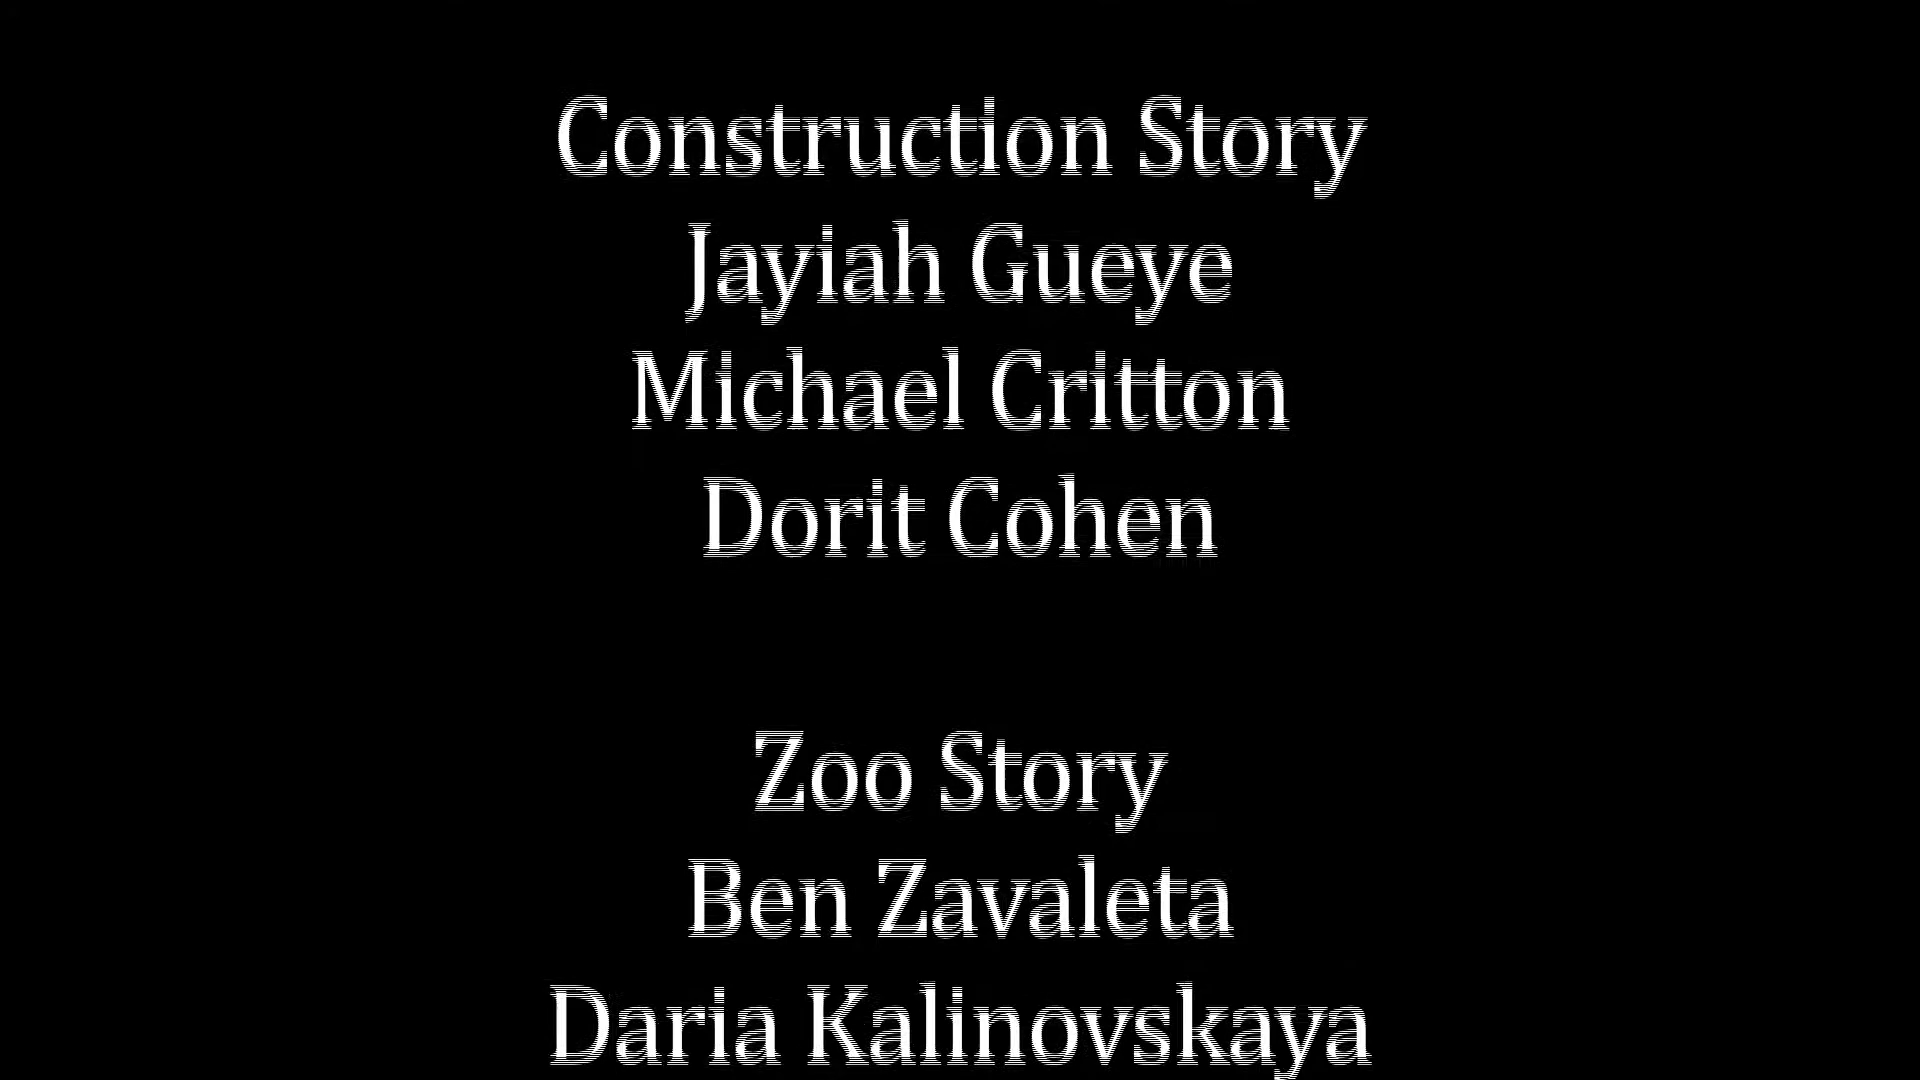 Construction Story
Jayiah Gueye
Michael Critton
Dorit Cohen
Zoo Story
Ben Zavaleta
Daria Kalinovskaya